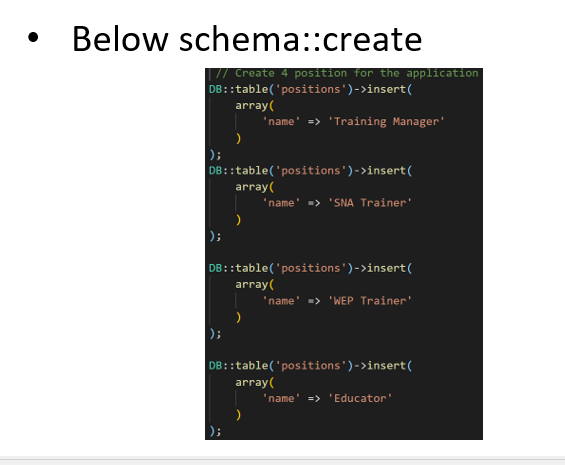 • Below schema::create
// Create 4 position for the application
DB::table('positions')->insert(
array(
'name' => 'Training Manager'
)
);
DB::table('positions')->insert(
array(
'name' => 'SNA Trainer'
)
);
DB::table('positions')->insert(
array(
'name' => 'WEP Trainer'
)
);
DB::table('positions')->insert(
array(
'name' => 'Educator'
)
);